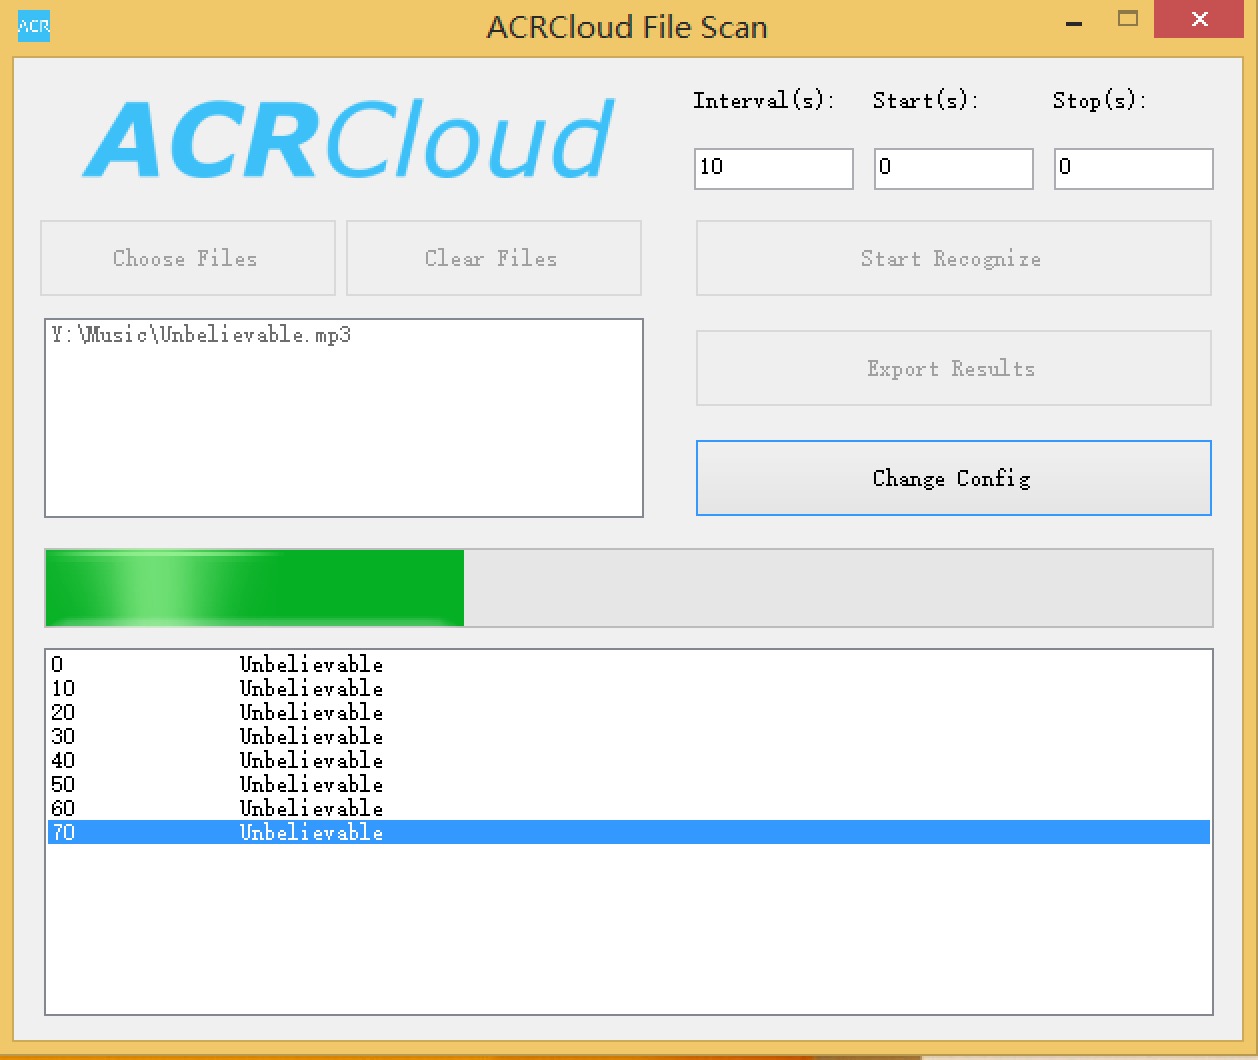 ACR
ACRCloud File Scan
ACRCloud
Interval(s): Start(s): Stop(s):
10 0 0
Choose Files Clear Files Start Recognize
Y:\Music\Unbelievable.mp3
Export Results
Change Config
0 Unbelievable
10 Unbelievable
20 Unbelievable
30 Unbelievable
40 Unbelievable
50 Unbelievable
60 Unbelievable
70 Unbelievable